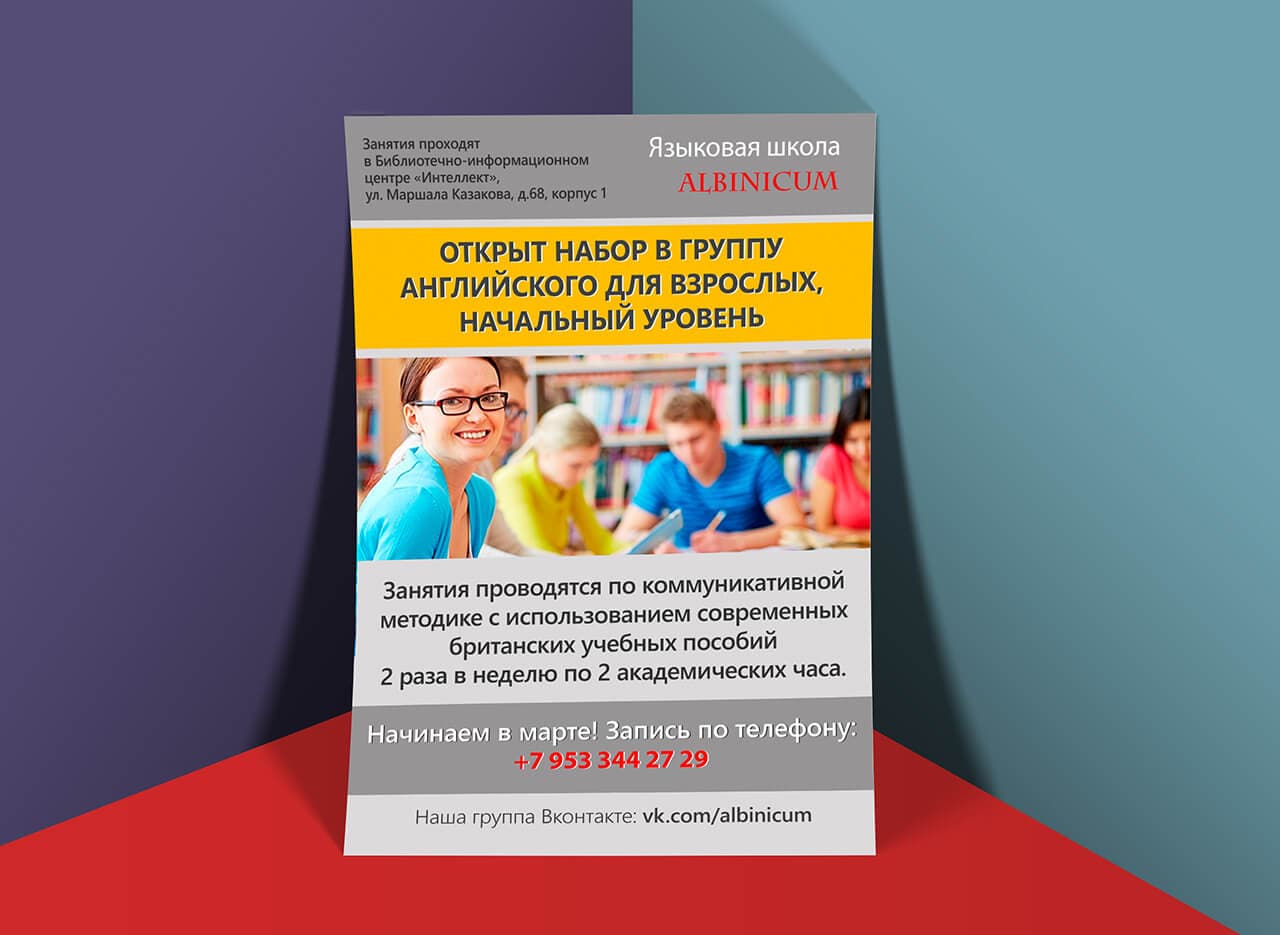 Занятия проходят
в Библиотечно-информационном
центре «Интеллект»,
ул. Маршала Казакова, д.68, корпус 1
Языковая школа
ALBINICUM
ОТКРЫТ НАБОР В ГРУППУ
АНГЛИЙСКОГО ДЛЯ ВЗРОСЛЫХ,
НАЧАЛЬНЫЙ УРОВЕНЬ
Занятия проводятся по коммуникативной
методике с использованием современных
британских учебных пособий
2 раза в неделю по 2 академических часа.
Начинаем в марте! Запись по телефону:
+7 953 344 27 29
Наша группа Вконтакте: vk.com/albinicum